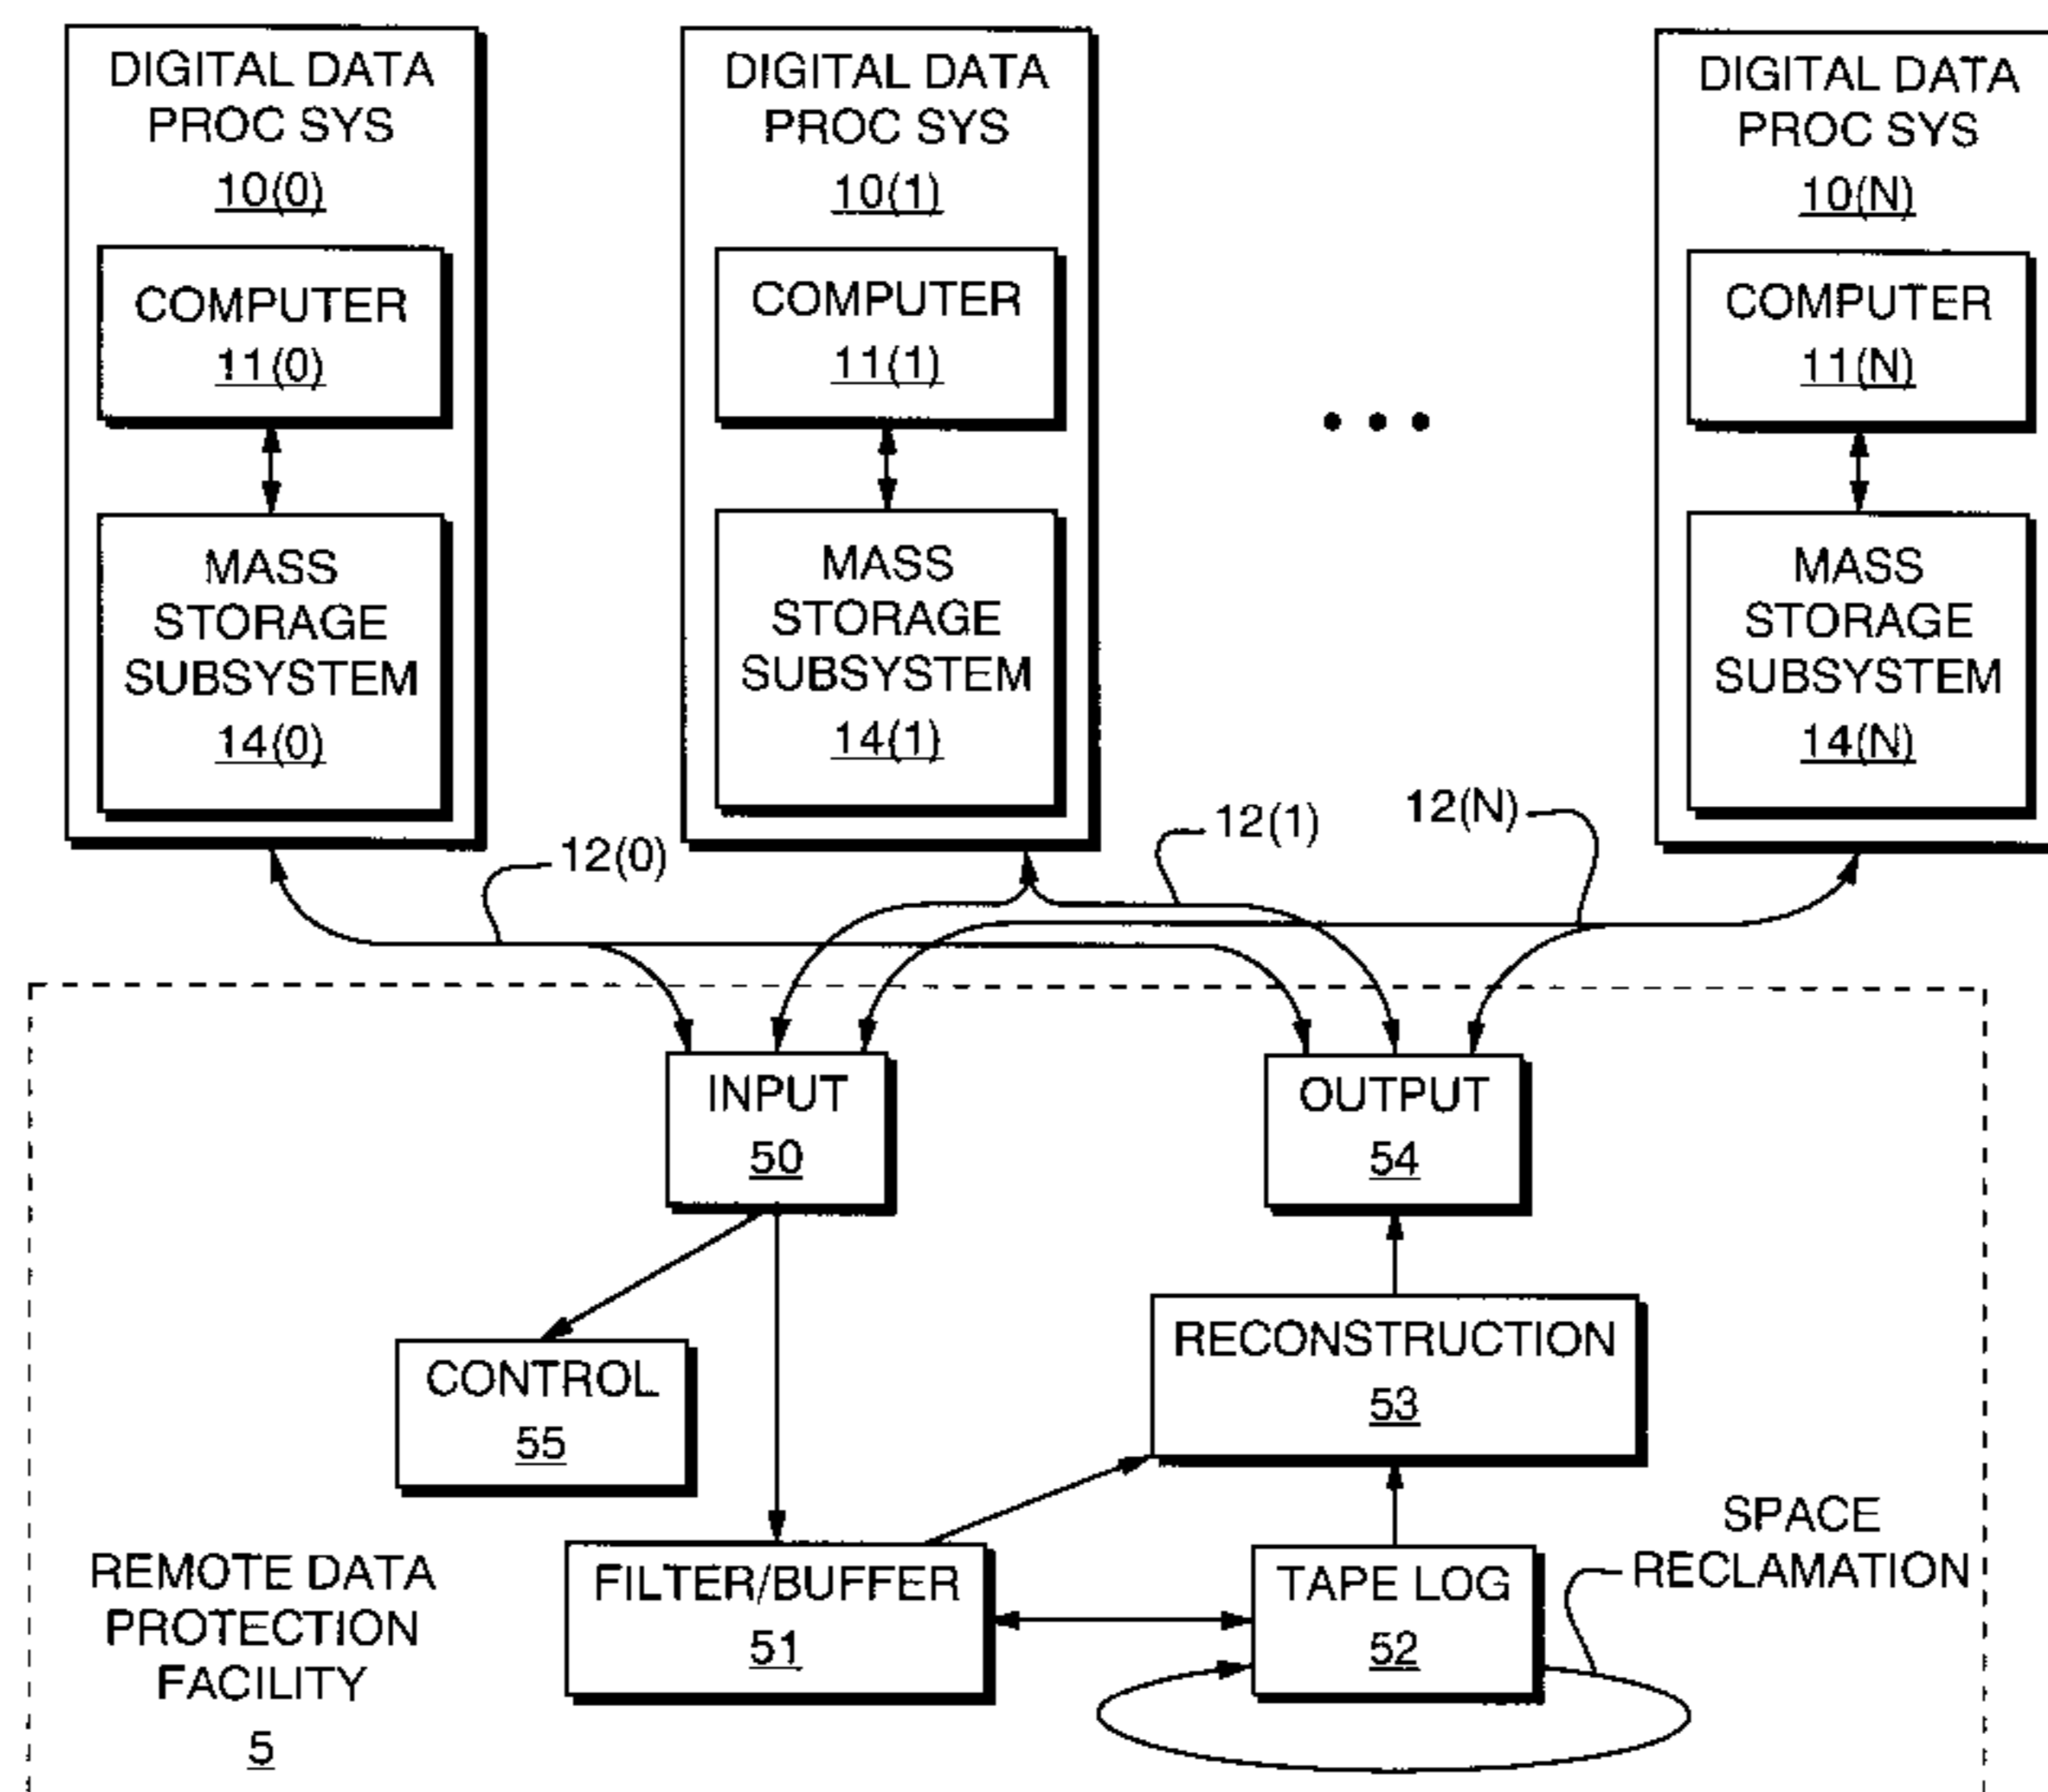 DIGITAL DATA
PROC SYS
10(0)
COMPUTER
11(0)
MASS
STORAGE
SUBSYSTEM
14(0)
DIGITAL DATA
PROC SYS
10(1)
COMPUTER
11(1)
MASS
STORAGE
SUBSYSTEM
14(1)
• • •
DIGITAL DATA
PROC SYS
10(N)
COMPUTER
11(N)
MASS
STORAGE
SUBSYSTEM
14(N)
12(0)
12(1)
12(N)
INPUT
50
OUTPUT
54
CONTROL
55
RECONSTRUCTION
53
FILTER/BUFFER
51
TAPE LOG
52
SPACE
RECLAMATION
REMOTE DATA
PROTECTION
FACILITY
5